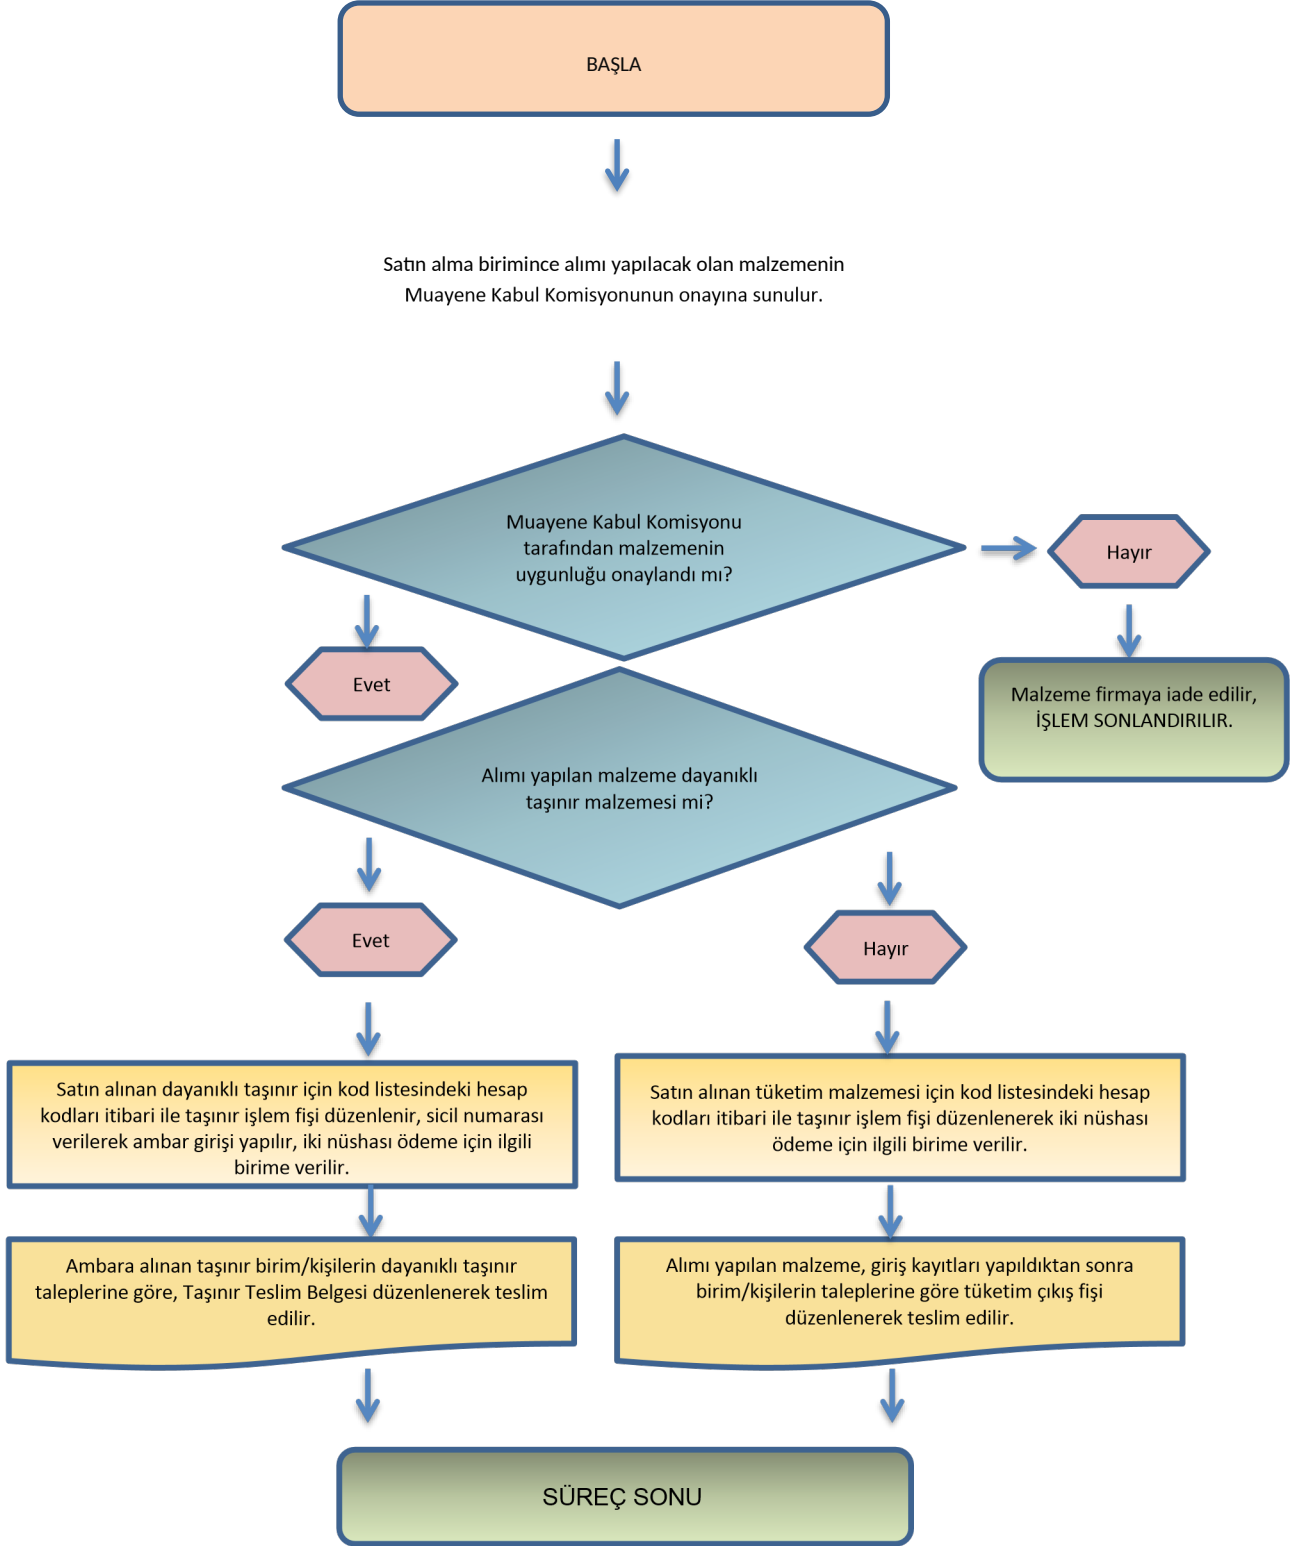 BAŞLA
Satın alma birimince alımı yapılacak olan malzemenin
Muayene Kabul Komisyonunun onayına sunulur.
Muayene Kabul Komisyonu
tarafından malzemenin
uygunluğu onaylandı mı?
Hayır
Evet
Malzeme firmaya iade edilir,
İŞLEM SONLANDIRILIR.
Alımı yapılan malzeme dayanıklı
taşınır malzemesi mi?
Evet
Hayır
Satın alınan dayanıklı taşınır için kod listesindeki hesap
kodları itibari ile taşınır işlem fişi düzenlenir, sicil numarası
verilerek ambar girişi yapılır, iki nüshası ödeme için ilgili
birime verilir.
Satın alınan tüketim malzemesi için kod listesindeki hesap
kodları itibari ile taşınır işlem fişi düzenlenerek iki nüshası
ödeme için ilgili birime verilir.
Ambara alınan taşınır birim/kişilerin dayanıklı taşınır
taleplerine göre, Taşınır Teslim Belgesi düzenlenerek teslim
edilir.
Alımı yapılan malzeme, giriş kayıtları yapıldıktan sonra
birim/kişilerin taleplerine göre tüketim çıkış fişi
düzenlenerek teslim edilir.
SÜREÇ SONU